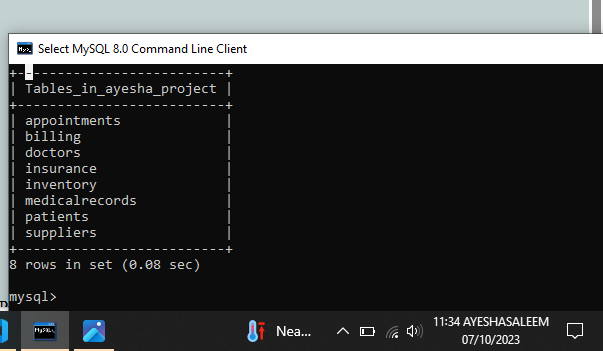 Select MySQL 8.0 Command Line Client
+---------------------------+
| Tables_in_ayesha_project |
+---------------------------+
| appointments |
| billing |
| doctors |
| insurance |
| inventory |
| medicalrecords |
| patients |
| suppliers |
+---------------------------+
8 rows in set (0.08 sec)
mysql>
Nea...
11:34 AYESHASALEEM
07/10/2023